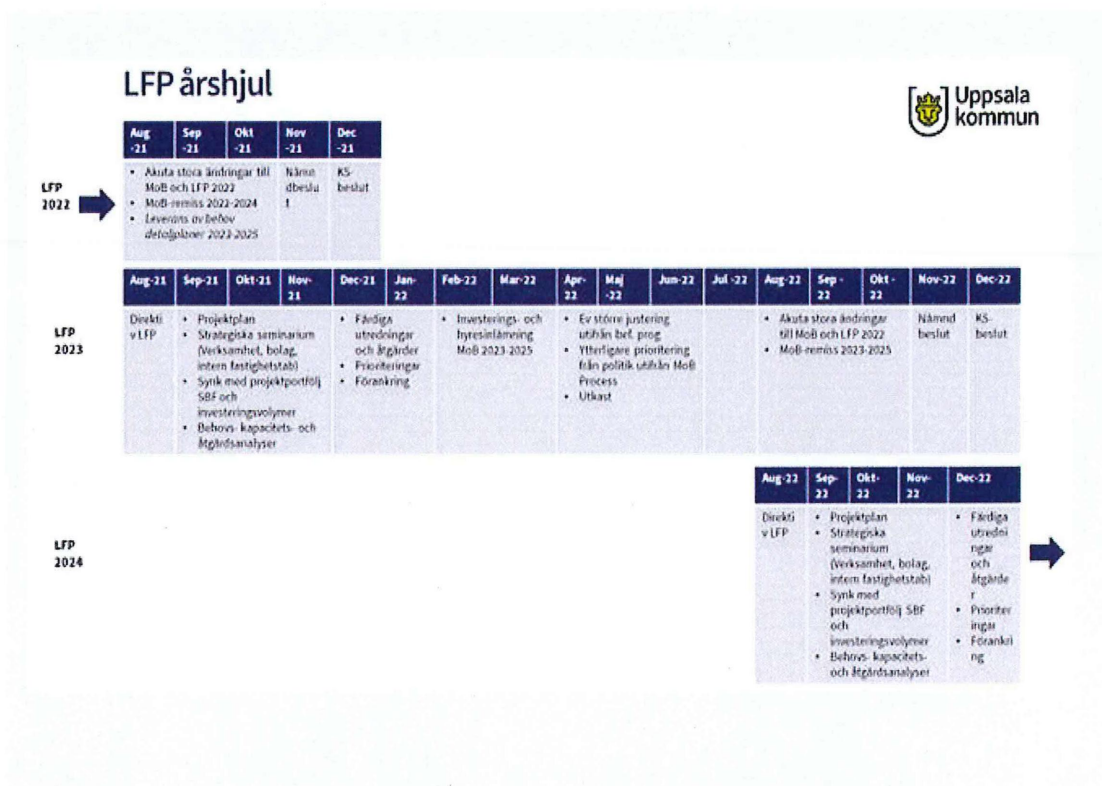 LFP årshjul
Uppsala
kommun
Aug
-21
Sep
-21
Okt
-21
Nov
-21
Dec
-21
LFP
2022
• Akuta stora ändringar till
MoB och LFP 2022
• MoB-remiss 2022-2024
• Leverans av behov
detaljplaner 2023-2025
Nämn
dbeslu
t
KS-
beslut
Aug-21
Sep-21
Okt-21
Nov-
21
Dec-21
Jan-
22
Feb-22
Mar-22
Apr-
22
Maj
-22
Jun-22
Jul -22
Aug-22
Sep -
22
Okt -
22
Nov-22
Dec-22
LFP
2023
Direkti
v LFP
• Projektplan
• Strategiska seminarium
(Verksamhet, bolag,
intern fastighetstab)
• Synk med projektportfölj
SBF och
investeringsvolymer
• Behovs- kapacitets- och
åtgärdsanalyser
• Färdiga
utredningar
och åtgärder
• Prioriteringar
• Förankring
• Investerings- och
hyresinlämning
MoB 2023-2025
• Ev större justering
utifrån bef. prog
• Ytterligare prioritering
från politik utifrån MoB
Process
• Utkast
• Akuta stora ändringar
till MoB och LFP 2022
• MoB-remiss 2023-2025
Nämnd
beslut
KS-
beslut
Aug-22
Sep-
22
Okt-
22
Nov-
22
Dec-22
LFP
2024
Direkti
v LFP
• Projektplan
• Strategiska
seminarium
(Verksamhet, bolag,
intern fastighetstab)
• Synk med
projektportfölj SBF
och
investeringsvolymer
• Behovs- kapacitets-
och åtgärdsanalyser
• Färdiga
utredni
ngar
och
åtgärde
r
• Prioriter
ingar
• Förankri
ng